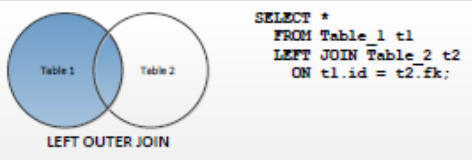 Table 1
Table 2
LEFT OUTER JOIN
SELECT *
FROM Table_1 t1
LEFT JOIN Table_2 t2
ON t1.id = t2.fk;